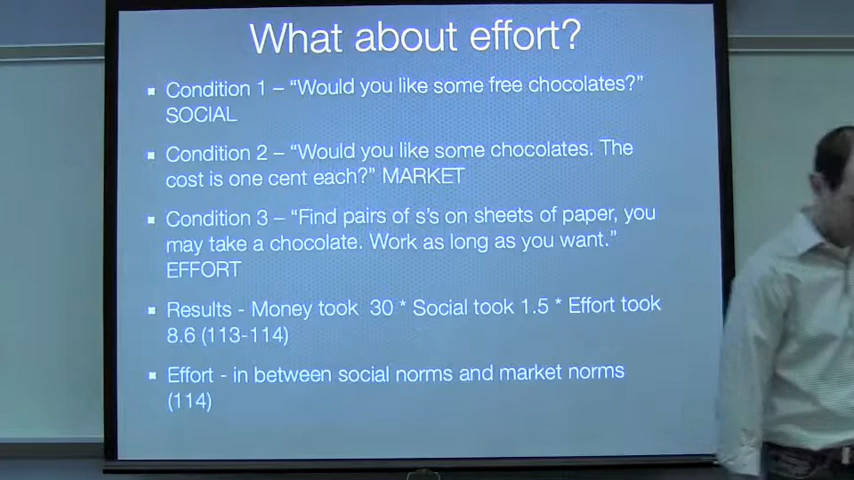 What about effort?
Condition 1 – “Would you like some free chocolates?”
SOCIAL
Condition 2 – “Would you like some chocolates. The
cost is one cent each?” MARKET
Condition 3 – “Find pairs of s’s on sheets of paper, you
may take a chocolate. Work as long as you want.”
EFFORT
Results - Money took 30 * Social took 1.5 * Effort took
8.6 (113-114)
Effort - in between social norms and market norms
(114)